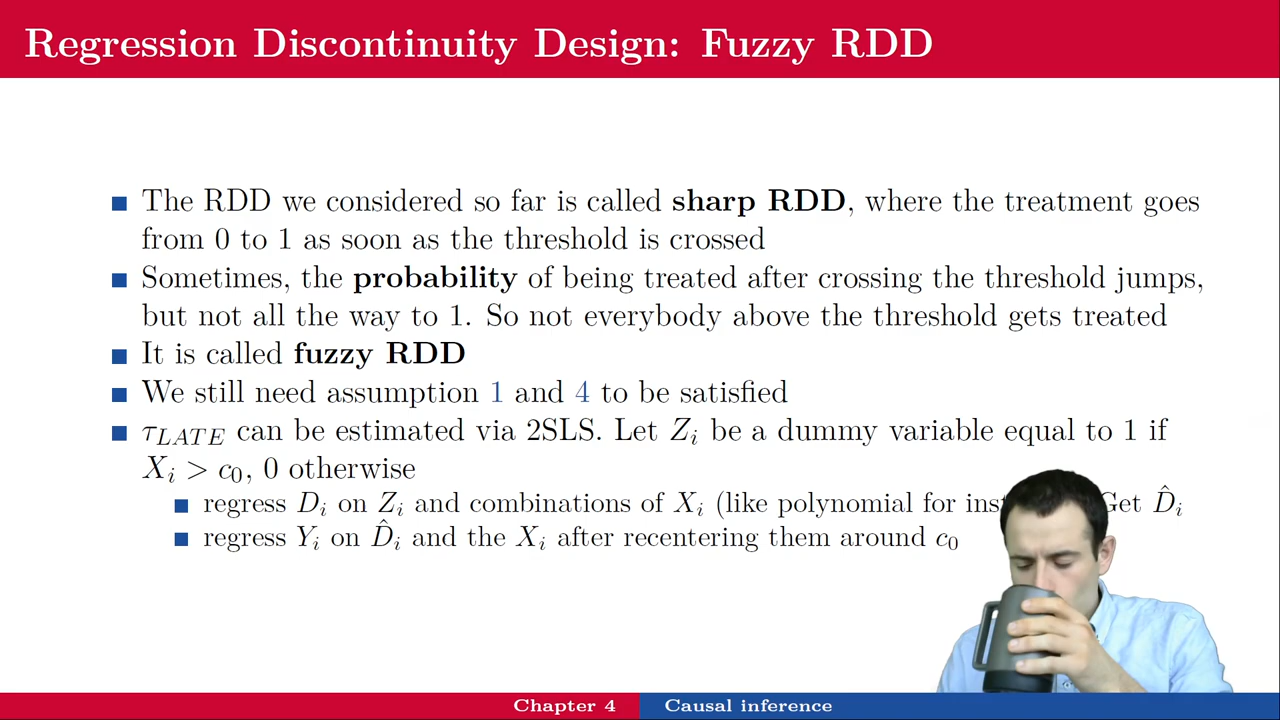 Regression Discontinuity Design: Fuzzy RDD
The RDD we considered so far is called sharp RDD, where the treatment goes
from 0 to 1 as soon as the threshold is crossed
Sometimes, the probability of being treated after crossing the threshold jumps,
but not all the way to 1. So not everybody above the threshold gets treated
It is called fuzzy RDD
We still need assumption 1 and 4 to be satisfied
τ_LATE can be estimated via 2SLS. Let Z_i be a dummy variable equal to 1 if
X_i > c_0, 0 otherwise
regress D_i on Z_i and combinations of X_i (like polynomial for Get D̂_i
regress Y_i on D̂_i and the X_i after recentering them around c_0
Chapter 4 Causal inference